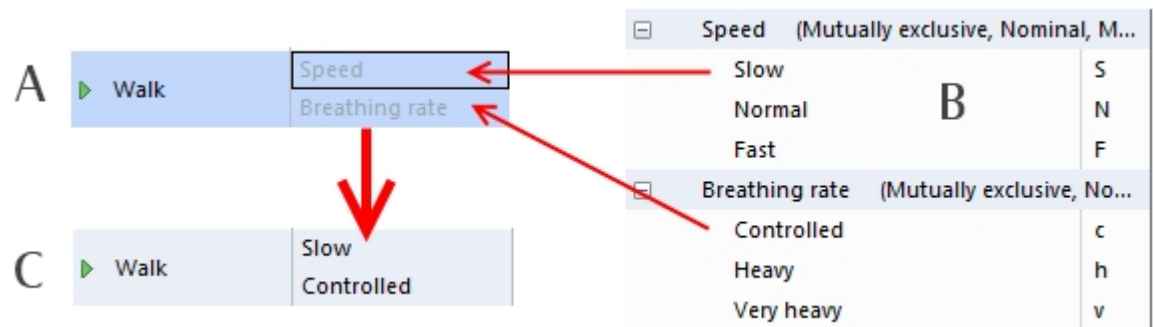 A
Walk
Speed
Breathing rate
C
Walk
Slow
Controlled
Speed (Mutually exclusive, Nominal, M...
Slow S
Normal N
Fast F
B
Breathing rate (Mutually exclusive, No...
Controlled c
Heavy h
Very heavy v